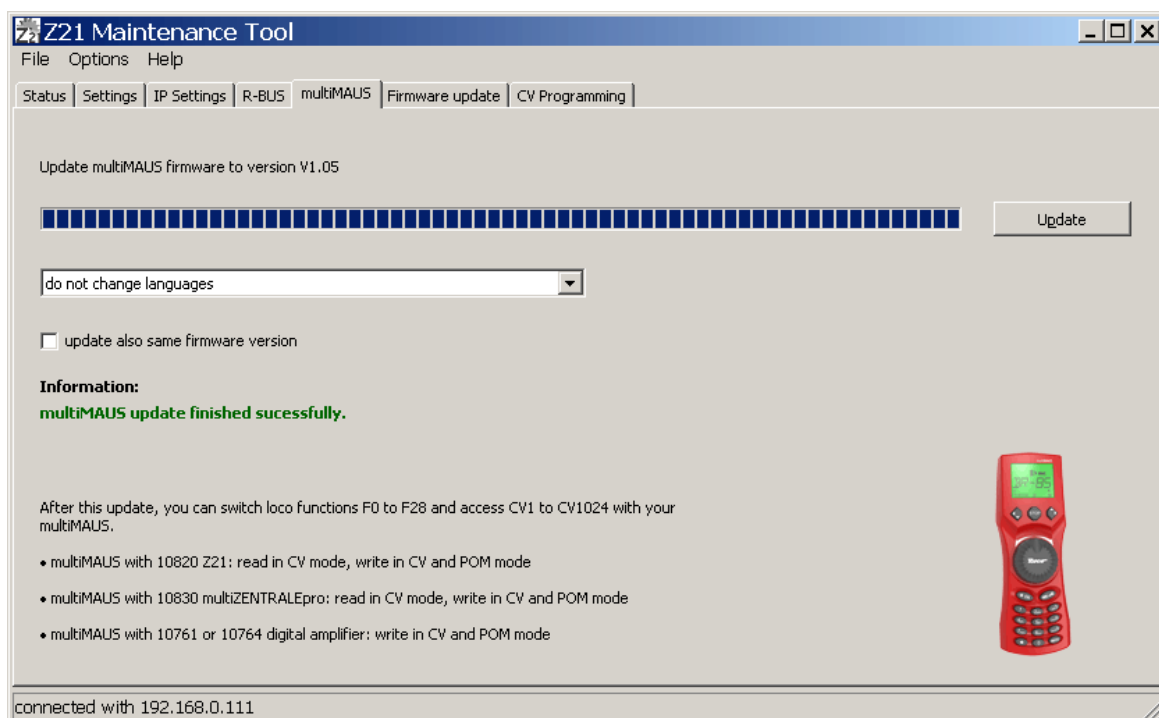 Z21 Maintenance Tool
File Options Help
Status Settings IP Settings R-BUS multiMAUS Firmware update CV Programming
Update multiMAUS firmware to version V1.05
Update
do not change languages
update also same firmware version
Information:
multiMAUS update finished sucessfully.
After this update, you can switch loco functions F0 to F28 and access CV1 to CV1024 with your
multiMAUS.
• multiMAUS with 10820 Z21: read in CV mode, write in CV and POM mode
• multiMAUS with 10830 multiZENTRALEpro: read in CV mode, write in CV and POM mode
• multiMAUS with 10761 or 10764 digital amplifier: write in CV and POM mode
connected with 192.168.0.111